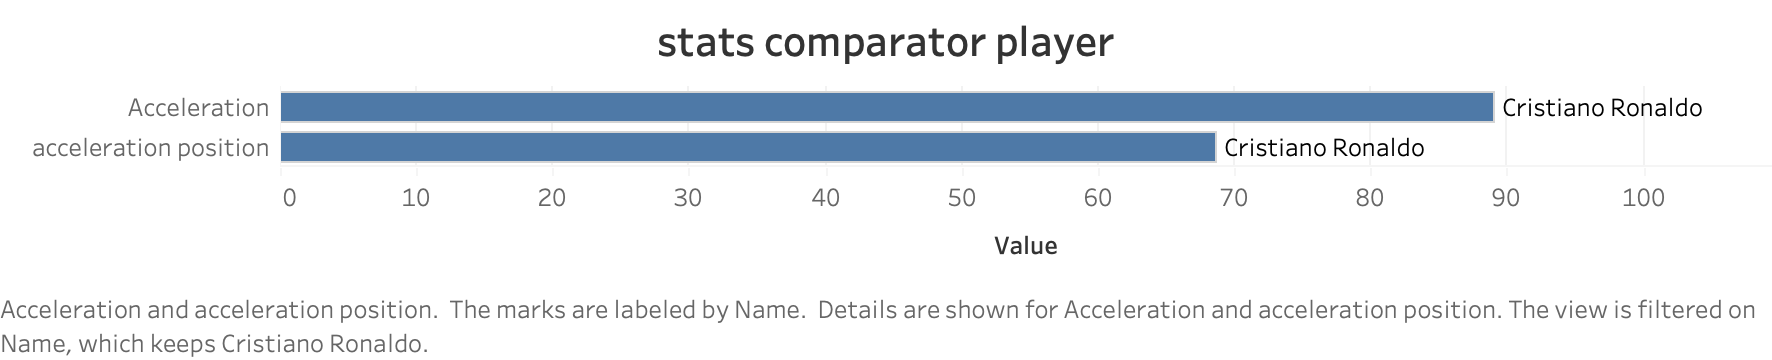 stats comparator player
Acceleration
Cristiano Ronaldo
acceleration position
Cristiano Ronaldo
0 10 20 30 40 50 60 70 80 90 100
Value
Acceleration and acceleration position.  The marks are labeled by Name.  Details are shown for Acceleration and acceleration position. The view is filtered on
Name, which keeps Cristiano Ronaldo.